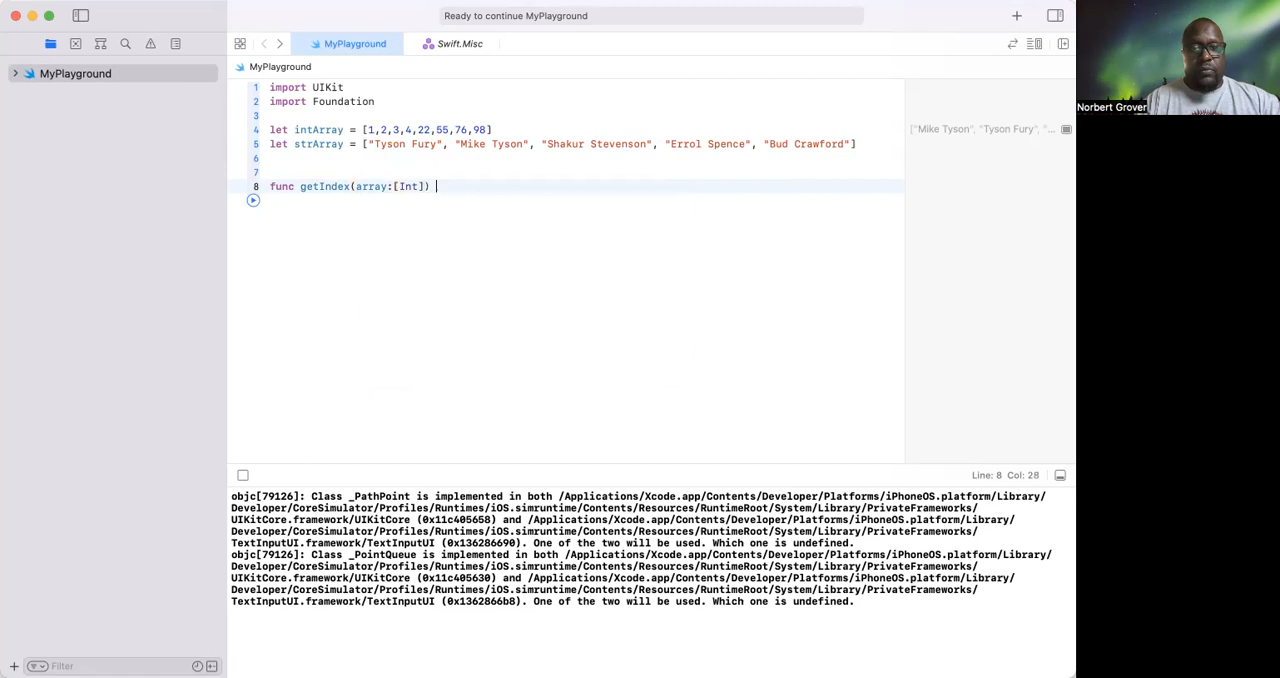 Ready to continue MyPlayground
MyPlayground
Swift.Misc
MyPlayground
MyPlayground
1 import UIKit
2 import Foundation
3
4 let intArray = [1,2,3,4,22,55,76,98]
["Mike Tyson", "Tyson Fury", "...
5 let strArray = ["Tyson Fury", "Mike Tyson", "Shakur Stevenson", "Errol Spence", "Bud Crawford"]
6
7
8 func getIndex(array:[Int])
Norbert Grover
Line: 8 Col: 28
objc[79126]: Class _PathPoint is implemented in both /Applications/Xcode.app/Contents/Developer/Platforms/iPhoneOS.platform/Library/
Developer/CoreSimulator/Profiles/Runtimes/iOS.simruntime/Contents/Resources/RuntimeRoot/System/Library/PrivateFrameworks/
UIKitCore.framework/UIKitCore (0x11c405658) and /Applications/Xcode.app/Contents/Developer/Platforms/iPhoneOS.platform/Library/
Developer/CoreSimulator/Profiles/Runtimes/iOS.simruntime/Contents/Resources/RuntimeRoot/System/Library/PrivateFrameworks/
TextInputUI.framework/TextInputUI (0x136286690). One of the two will be used. Which one is undefined.
objc[79126]: Class _PointQueue is implemented in both /Applications/Xcode.app/Contents/Developer/Platforms/iPhoneOS.platform/Library/
Developer/CoreSimulator/Profiles/Runtimes/iOS.simruntime/Contents/Resources/RuntimeRoot/System/Library/PrivateFrameworks/
UIKitCore.framework/UIKitCore (0x11c405630) and /Applications/Xcode.app/Contents/Developer/Platforms/iPhoneOS.platform/Library/
Developer/CoreSimulator/Profiles/Runtimes/iOS.simruntime/Contents/Resources/RuntimeRoot/System/Library/PrivateFrameworks/
TextInputUI.framework/TextInputUI (0x1362866b8). One of the two will be used. Which one is undefined.
Filter